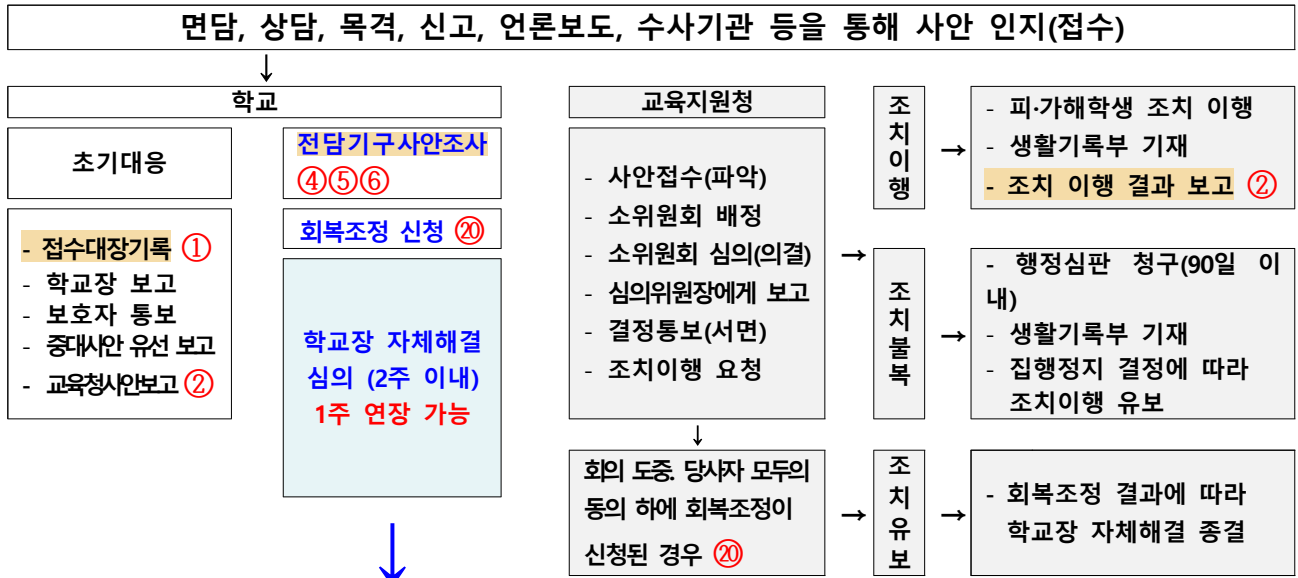 면담, 상담, 목격, 신고, 언론보도, 수사기관 등을 통해 사안 인지(접수)
↓
학교
초기대응
- 접수대장기록 ①
- 학교장 보고
- 보호자 통보
- 중대사안 유선 보고
- 교육청사안보고 ②
전담기구사안조사
④⑤⑥
회복조정 신청 ⑳
학교장 자체해결
심의 (2주 이내)
1주 연장 가능
↓
교육지원청
- 사안접수(파악)
- 소위원회 배정
- 소위원회 심의(의결)
- 심의위원장에게 보고
- 결정통보(서면)
- 조치이행 요청
↓
회의 도중. 당사자 모두의
동의 하에 회복조정이
신청된 경우 ⑳
→
조
치
이
행
→
- 피·가해학생 조치 이행
- 생활기록부 기재
- 조치 이행 결과 보고 ②
→
조
치
불
복
- 행정심판 청구(90일 이
내)
- 생활기록부 기재
- 집행정지 결정에 따라
조치이행 유보
→
조
치
유
보
→
- 회복조정 결과에 따라
학교장 자체해결 종결